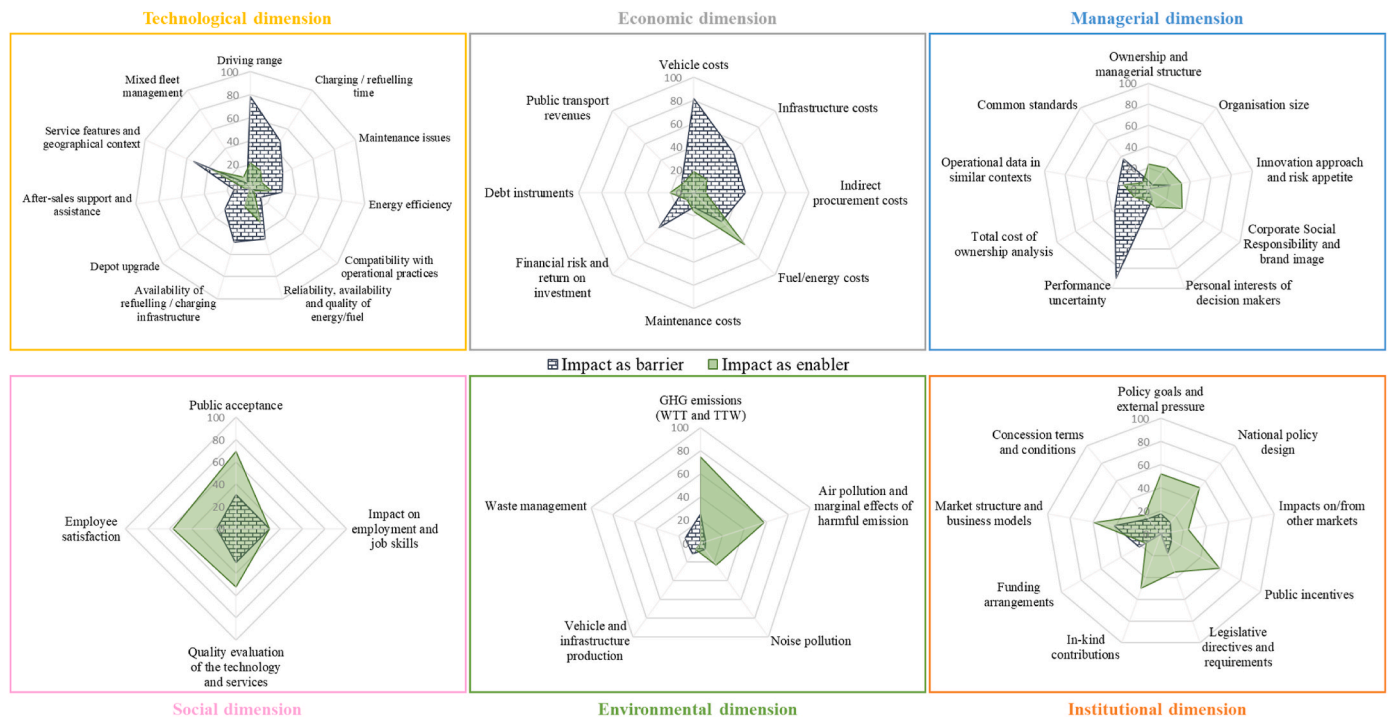 Technological dimension
Economic dimension
Managerial dimension
Driving range
100
80
60
40
20
0
Charging / refuelling
time
Maintenance issues
Energy efficiency
Compatibility with
operational practices
Reliability, availability
and quality of
energy/fuel
Availability of
refuelling / charging
infrastructure
Depot upgrade
After-sales support and
assistance
Service features and
geographical context
Mixed fleet
management
Vehicle costs
100
80
60
40
20
0
Infrastructure costs
Indirect
procurement costs
Fuel/energy costs
Maintenance costs
Financial risk and
return on
investment
Debt instruments
Public transport
revenues
Ownership and
managerial structure
100
80
60
40
20
0
Organisation size
Innovation approach
and risk appetite
Corporate Social
Responsibility and
brand image
Personal interests of
decision makers
Performance
uncertainty
Total cost of
ownership analysis
Operational data in
similar contexts
Common standards
Impact as barrier
Impact as enabler
Public acceptance
100
80
60
40
20
0
Impact on
employment and
job skills
Quality evaluation
of the technology
and services
Employee
satisfaction
GHG emissions
(WTT and TTW)
100
80
60
40
20
0
Air pollution and
marginal effects of
harmful emission
Noise pollution
Vehicle and
infrastructure
production
Waste management
Policy goals and
external pressure
100
80
60
40
20
0
National policy
design
Impacts on/from
other markets
Public incentives
Legislative
directives and
requirements
In-kind
contributions
Funding
arrangements
Market structure and
business models
Concession terms
and conditions
Social dimension
Environmental dimension
Institutional dimension